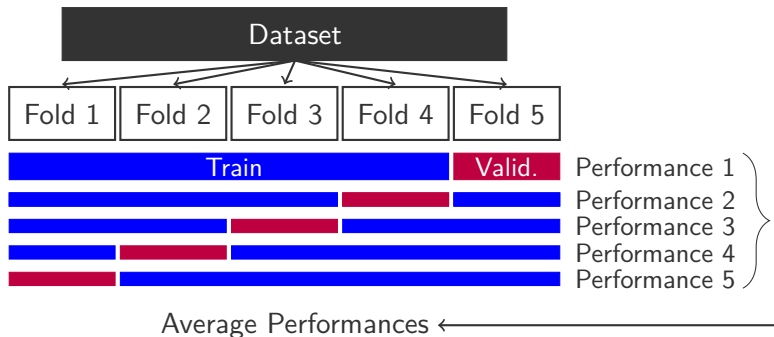 Dataset
Fold 1 Fold 2 Fold 3 Fold 4 Fold 5
Train Valid. Performance 1
Performance 2
Performance 3
Performance 4
Performance 5
Average Performances